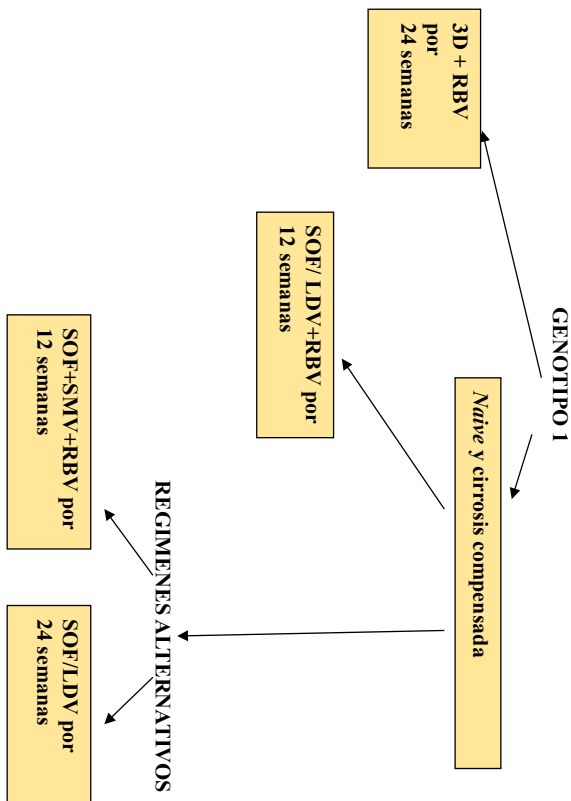 GENOTIPO 1
3D + RBV
por
24 semanas
Naive y cirrosis compensada
SOF/ LDV+RBV por
12 semanas
REGIMENES ALTERNATIVOS
SOF+SMV+RBV por
12 semanas
SOF/LDV por
24 semanas